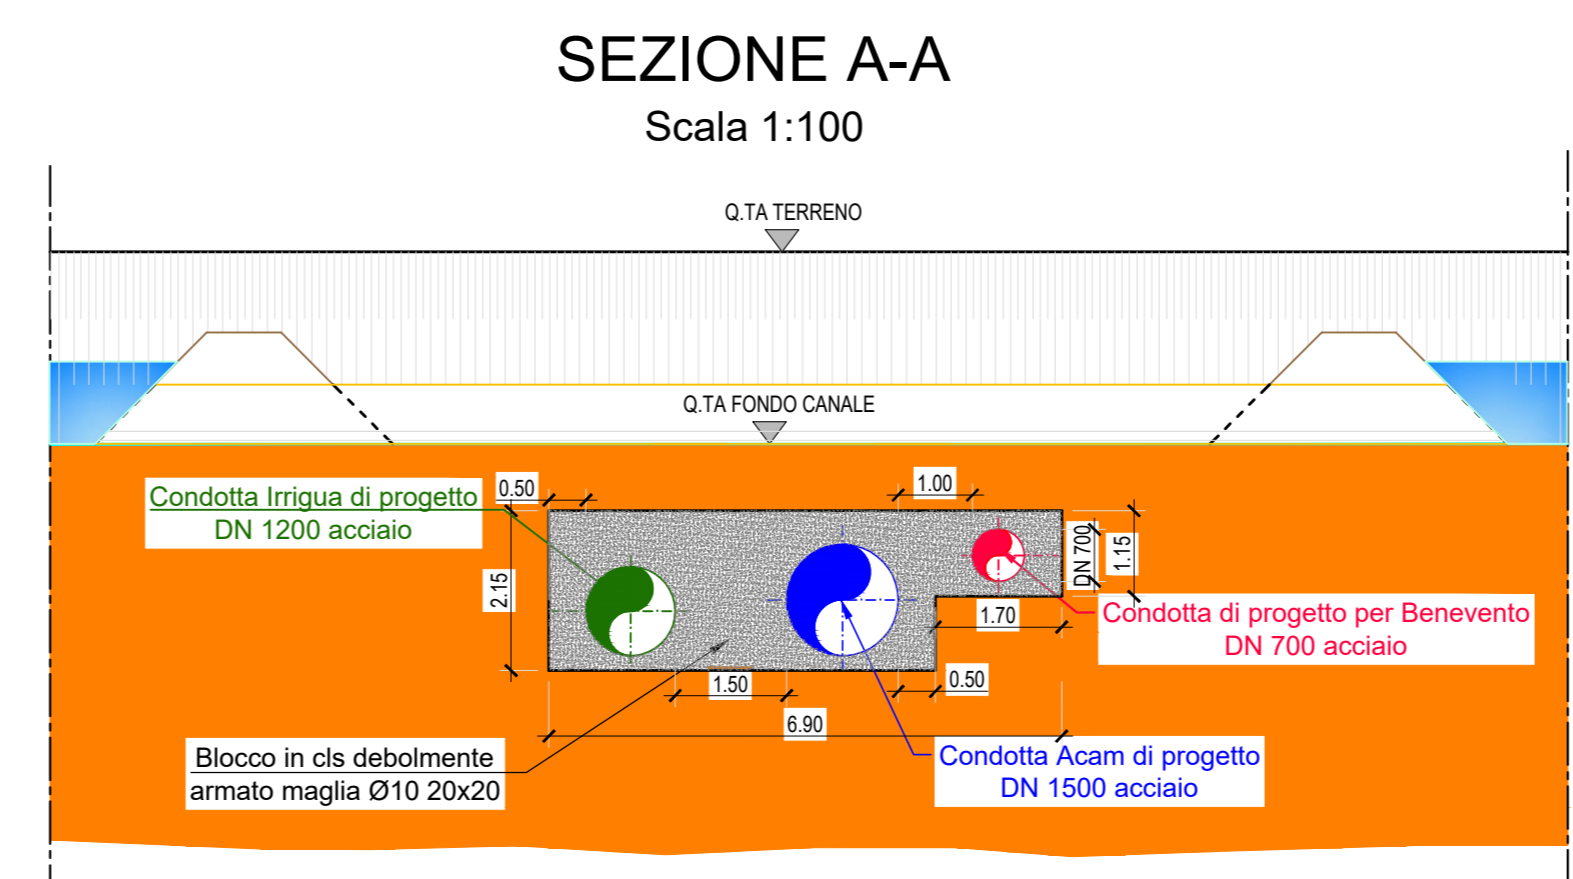 SEZIONE A-A
Scala 1:100
Q.TA TERRENO
Q.TA FONDO CANALE
Condotta Irrigua di progetto
DN 1200 acciaio
0.50
1.00
2.15
DN 700
1.15
1.70
Condotta di progetto per Benevento
DN 700 acciaio
1.50
0.50
6.90
Blocco in cls debolmente
armato maglia Ø10 20x20
Condotta Acam di progetto
DN 1500 acciaio